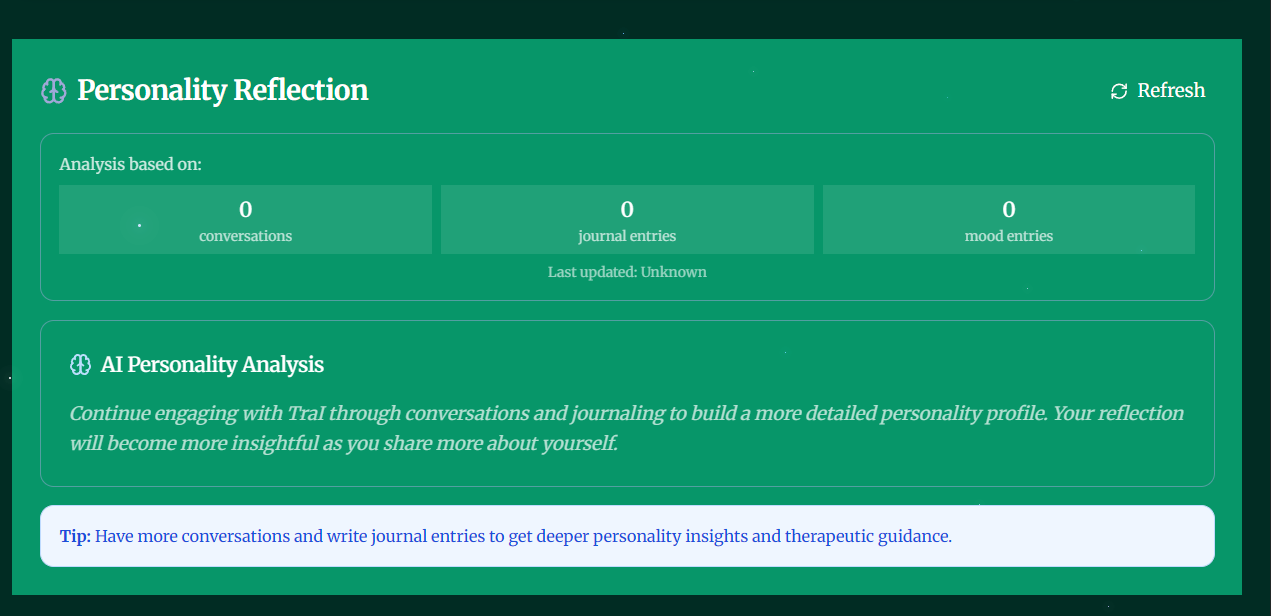 Personality Reflection
Refresh
Analysis based on:
0
conversations
0
journal entries
0
mood entries
Last updated: Unknown
AI Personality Analysis
Continue engaging with TraI through conversations and journaling to build a more detailed personality profile. Your reflection
will become more insightful as you share more about yourself.
Tip: Have more conversations and write journal entries to get deeper personality insights and therapeutic guidance.